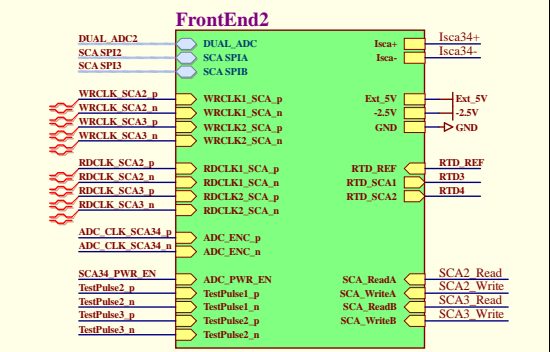 FrontEnd2
DUAL_ADC2 DUAL_ADC Isca+ Isca34+
SCA SPI2 SCA SPIA Isca- Isca34-
SCA SPI3 SCA SPIB
WRCLK_SCA2_p WRCLK1_SCA_p Ext_5V Ext_5V
WRCLK_SCA2_n WRCLK1_SCA_n -2.5V -2.5V
WRCLK_SCA3_p WRCLK2_SCA_p GND GND
WRCLK_SCA3_n WRCLK2_SCA_n
RDCLK_SCA2_p RDCLK1_SCA_p RTD_REF RTD_REF
RDCLK_SCA2_n RDCLK1_SCA_n RTD_SCA1 RTD3
RDCLK_SCA3_p RDCLK2_SCA_p RTD_SCA2 RTD4
RDCLK_SCA3_n RDCLK2_SCA_n
ADC_CLK_SCA34_p ADC_ENC_p
ADC_CLK_SCA34_n ADC_ENC_n
SCA34_PWR_EN ADC_PWR_EN SCA_ReadA SCA2_Read
TestPulse2_p TestPulse1_p SCA_WriteA SCA2_Write
TestPulse2_n TestPulse1_n SCA_ReadB SCA3_Read
TestPulse3_p TestPulse2_p SCA_WriteB SCA3_Write
TestPulse3_n TestPulse2_n